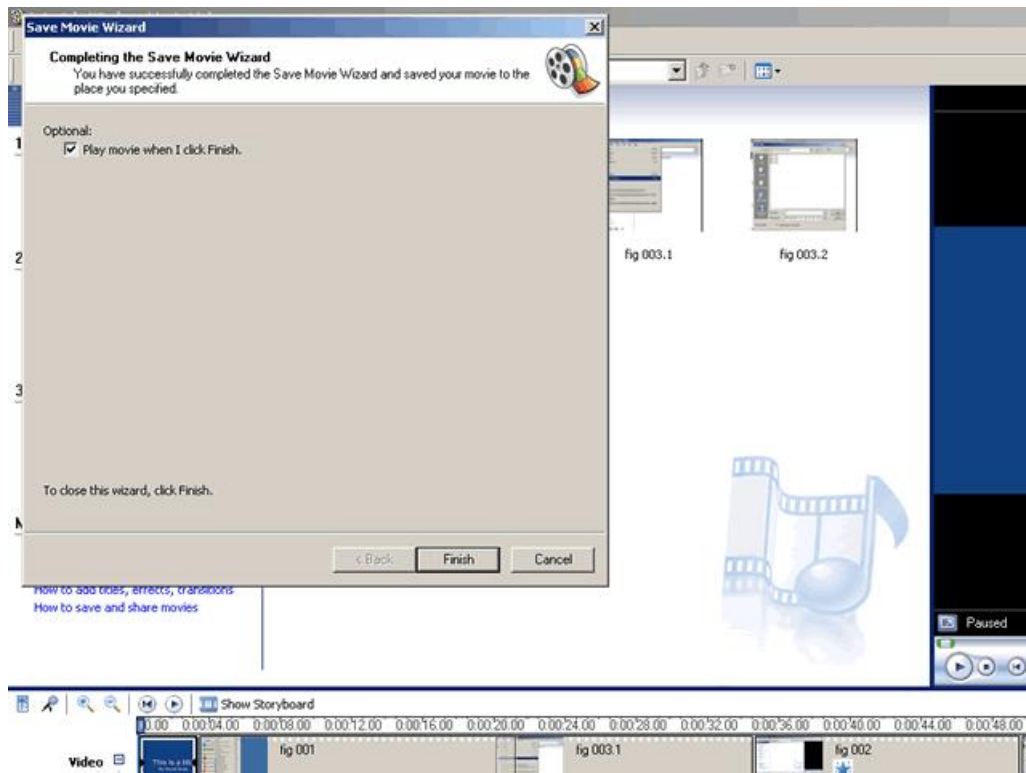 Save Movie Wizard
Completing the Save Movie Wizard
You have successfully completed the Save Movie Wizard and saved your movie to the
place you specified.
Optional:
Play movie when I click Finish.
1
2
3
fig 003.1
fig 003.2
To close this wizard, click Finish.
< Back
Finish
Cancel
How to add titles, effects, transitions
How to save and share movies
Paused
Show Storyboard
0:00:04.00 0:00:08.00 0:00:12.00 0:00:16.00 0:00:20.00 0:00:24.00 0:00:28.00 0:00:32.00 0:00:36.00 0:00:40.00 0:00:44.00 0:00:48.00
Video
fig 001
fig 003.1
fig 002